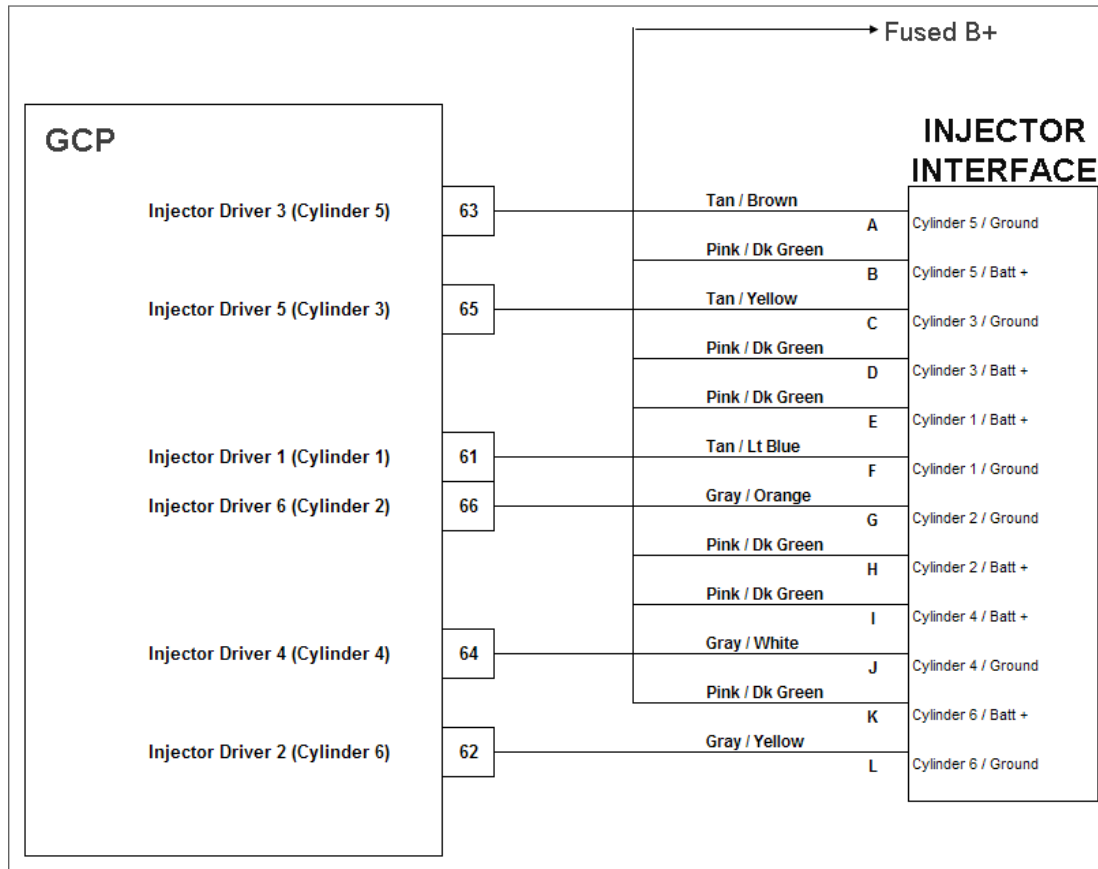 Fused B+
GCP
INJECTOR
INTERFACE
Injector Driver 3 (Cylinder 5)
63
Tan / Brown
A
Cylinder 5 / Ground
Pink / Dk Green
B
Cylinder 5 / Batt +
Injector Driver 5 (Cylinder 3)
65
Tan / Yellow
C
Cylinder 3 / Ground
Pink / Dk Green
D
Cylinder 3 / Batt +
Pink / Dk Green
E
Cylinder 1 / Batt +
Injector Driver 1 (Cylinder 1)
61
Tan / Lt Blue
F
Cylinder 1 / Ground
Injector Driver 6 (Cylinder 2)
66
Gray / Orange
G
Cylinder 2 / Ground
Pink / Dk Green
H
Cylinder 2 / Batt +
Pink / Dk Green
I
Cylinder 4 / Batt +
Injector Driver 4 (Cylinder 4)
64
Gray / White
J
Cylinder 4 / Ground
Pink / Dk Green
K
Cylinder 6 / Batt +
Injector Driver 2 (Cylinder 6)
62
Gray / Yellow
L
Cylinder 6 / Ground